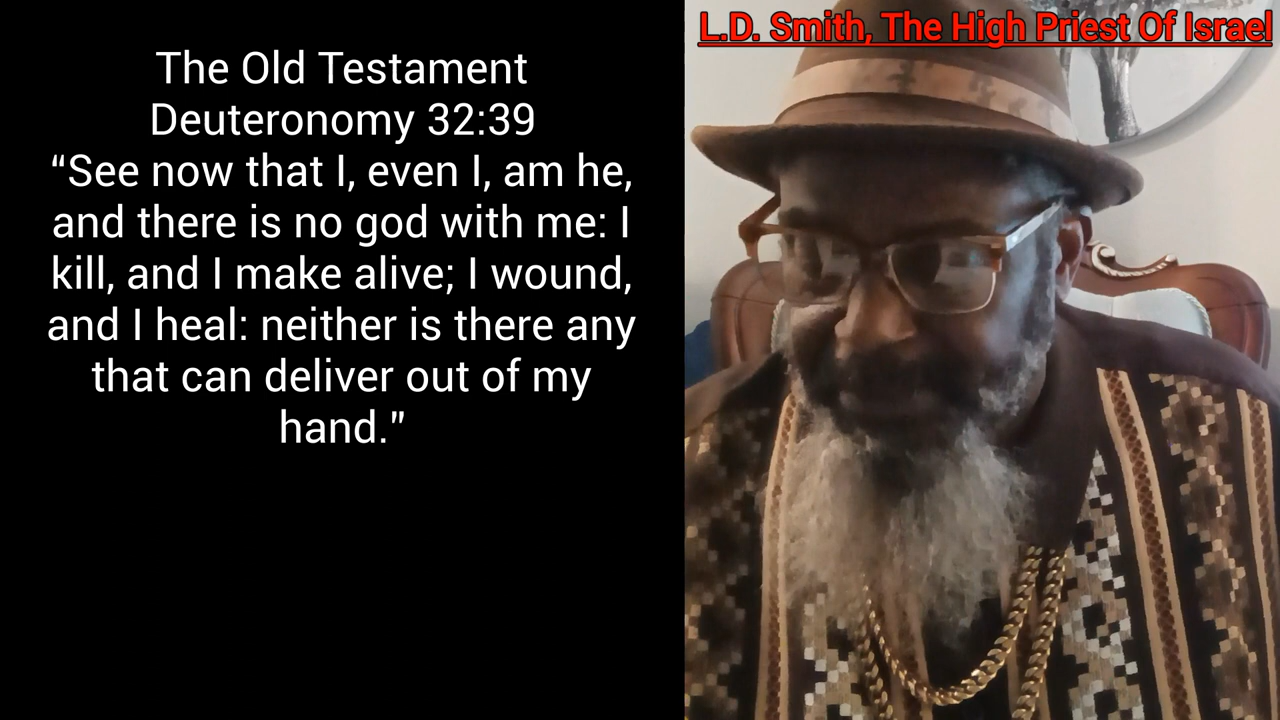 The Old Testament
Deuteronomy 32:39
“See now that I, even I, am he,
and there is no god with me: I
kill, and I make alive; I wound,
and I heal: neither is there any
that can deliver out of my
hand.”
L.D. Smith, The High Priest Of Israel